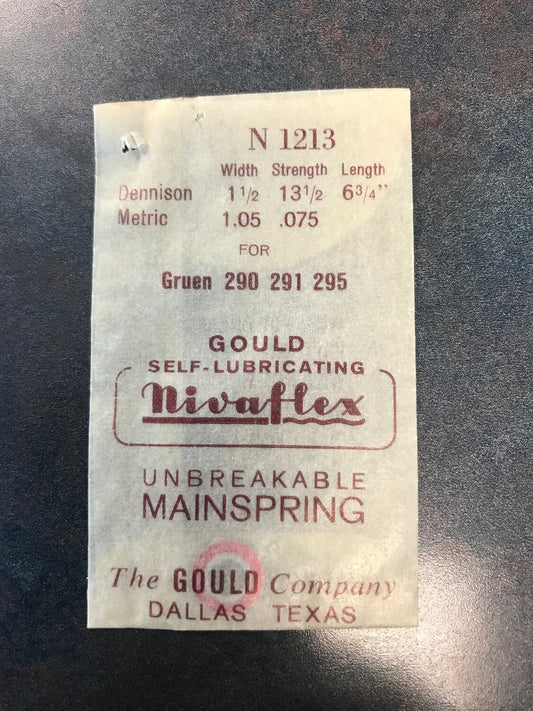 N 1213
Width Strength Length
Dennison 1 1/2 13 1/2 6 3/4"
Metric 1.05 .075
FOR
Gruen 290 291 295
GOULD
SELF-LUBRICATING
Nivaflex
UNBREAKABLE
MAINSPRING
The GOULD Company
DALLAS TEXAS